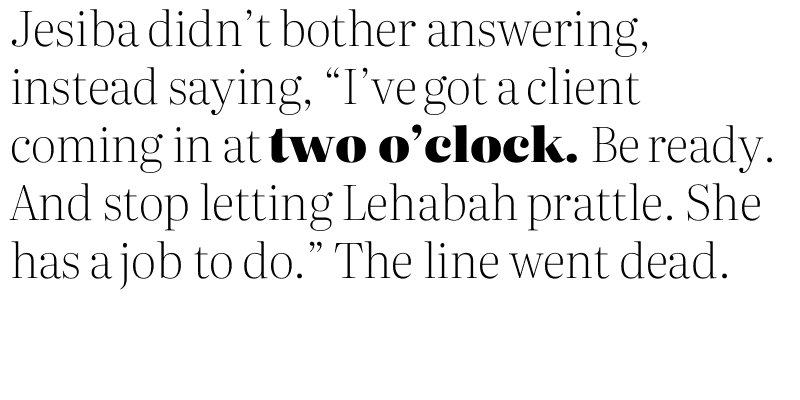 Jesiba didn’t bother answering,
instead saying, “I’ve got a client
coming in at two o’clock. Be ready.
And stop letting Lehabah prattle. She
has a job to do.” The line went dead.